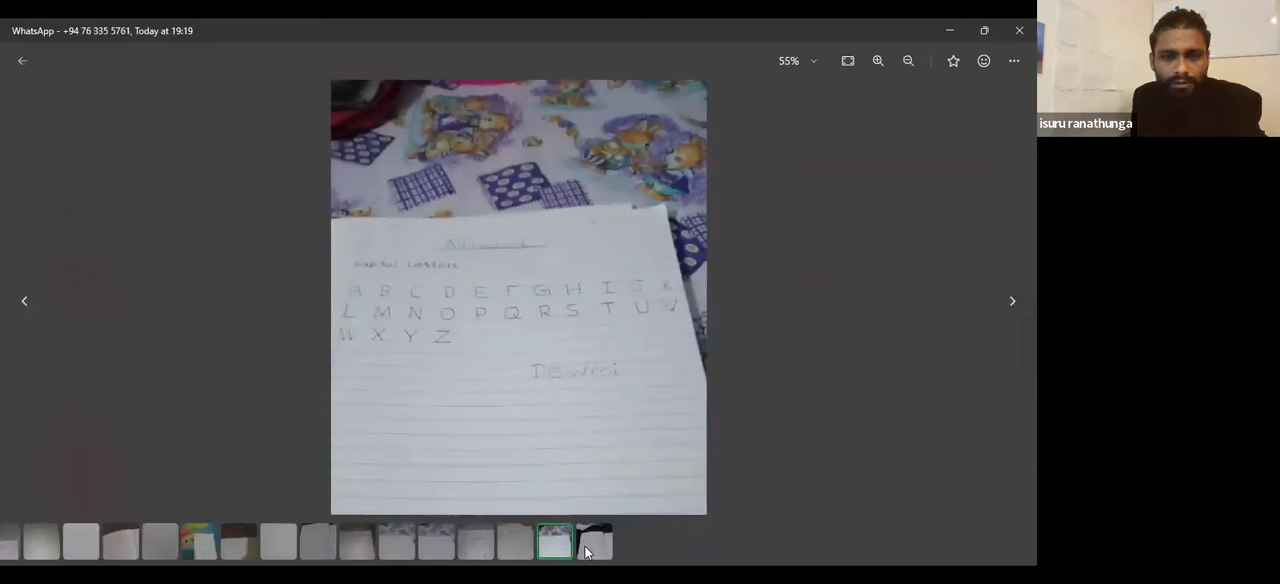 WhatsApp - +94 76 335 5761, Today at 19:19
55%
isuru ranathunga
Capital Letters
A B C D E F G H I J K
L M N O P Q R S T U V
W X Y Z